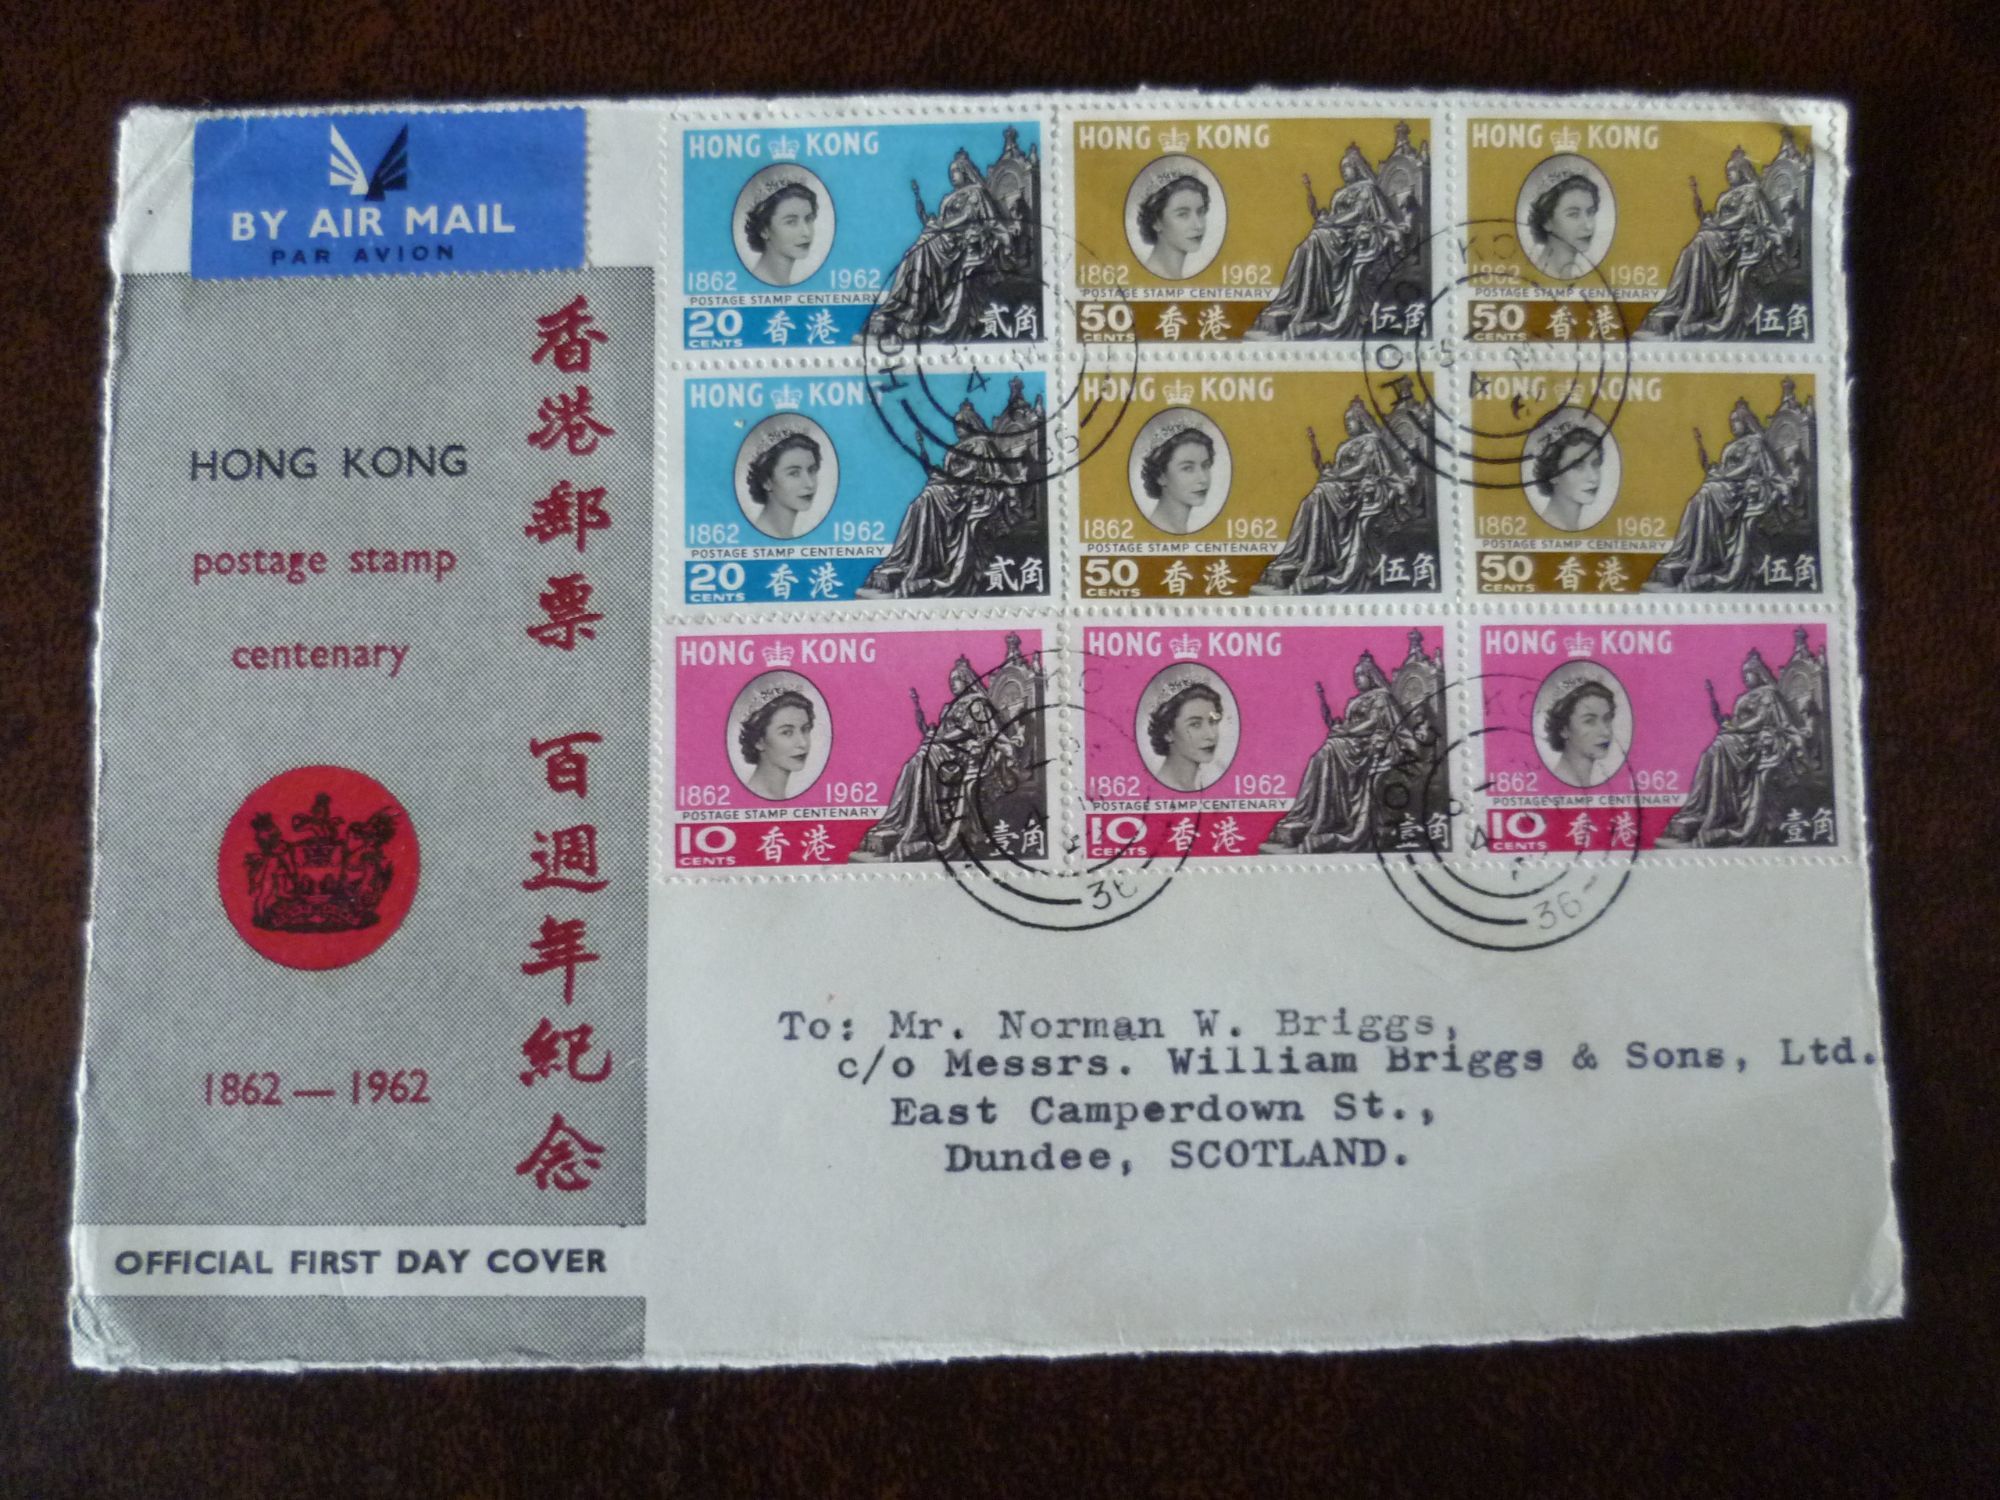 BY AIR MAIL
PAR AVION
HONG KONG
postage stamp
centenary
1862 — 1962
香港郵票 百週年紀念
OFFICIAL FIRST DAY COVER
HONG KONG
1862 1962
POSTAGE STAMP CENTENARY
20 CENTS 香港 貳角
HONG KONG
1862 1962
POSTAGE STAMP CENTENARY
50 CENTS 香港 伍角
HONG KONG
1862 1962
POSTAGE STAMP CENTENARY
50 CENTS 香港 伍角
HONG KONG
1862 1962
POSTAGE STAMP CENTENARY
20 CENTS 香港 貳角
HONG KONG
1862 1962
POSTAGE STAMP CENTENARY
50 CENTS 香港 伍角
HONG KONG
1862 1962
POSTAGE STAMP CENTENARY
50 CENTS 香港 伍角
HONG KONG
1862 1962
POSTAGE STAMP CENTENARY
10 CENTS 香港 壹角
HONG KONG
1862 1962
POSTAGE STAMP CENTENARY
10 CENTS 香港 壹角
HONG KONG
1862 1962
POSTAGE STAMP CENTENARY
10 CENTS 香港 壹角
HONG KO
36
To: Mr. Norman W. Briggs,
c/o Messrs. William Briggs & Sons, Ltd.
East Camperdown St.,
Dundee, SCOTLAND.